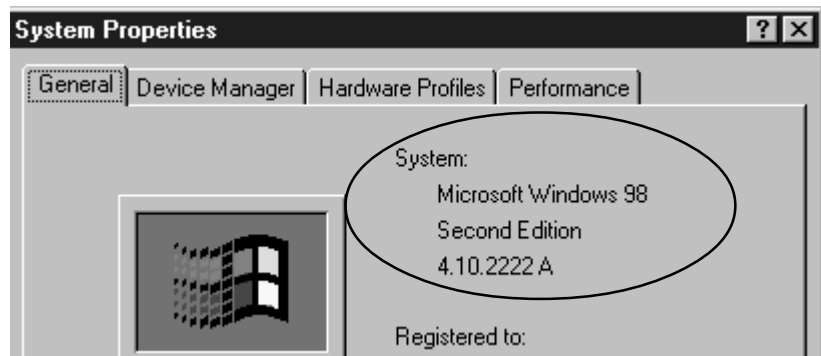 System Properties
? X
General Device Manager Hardware Profiles Performance
System:
Microsoft Windows 98
Second Edition
4.10.2222 A
Registered to: